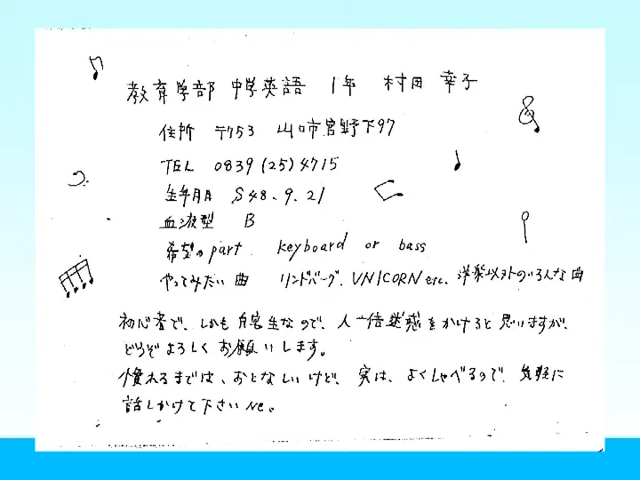 教育学部 中学英語 1年 村田 幸子
住所 〒753 山口市宮野下97
TEL 0839(25)4715
生年月日 S48.9.21
血液型 B
希望のpart keyboard or bass
やってみたい曲 リンドバーグ、UNICORN etc. 洋楽以外のいろんな曲
初心者で、しかも自宅生なので、人一倍迷惑をかけると思いますが、
どうぞよろしくお願いします。
慣れるまでは、おとなしいけど、実は、よくしゃべるので、気軽に
話しかけて下さいne。